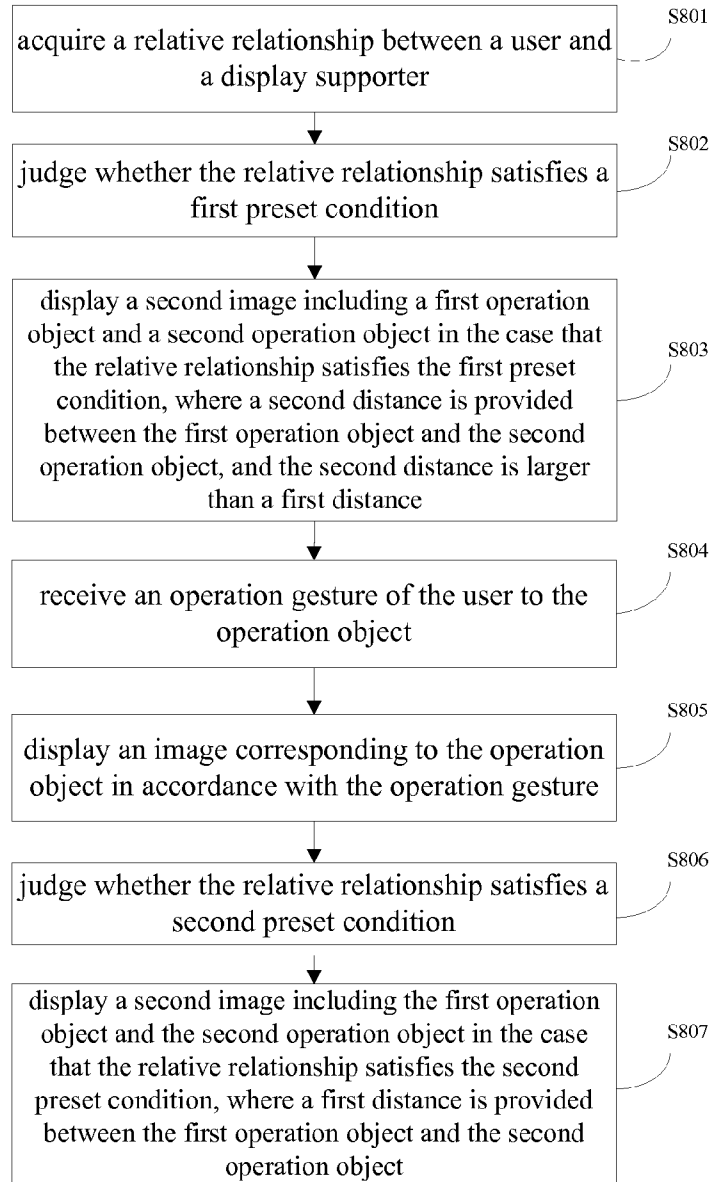 acquire a relative relationship between a user and
a display supporter
S801
judge whether the relative relationship satisfies a
first preset condition
S802
display a second image including a first operation
object and a second operation object in the case that
the relative relationship satisfies the first preset
condition, where a second distance is provided
between the first operation object and the second
operation object, and the second distance is larger
than a first distance
S803
receive an operation gesture of the user to the
operation object
S804
display an image corresponding to the operation
object in accordance with the operation gesture
S805
judge whether the relative relationship satisfies a
second preset condition
S806
display a second image including the first operation
object and the second operation object in the case
that the relative relationship satisfies the second
preset condition, where a first distance is provided
between the first operation object and the second
operation object
S807